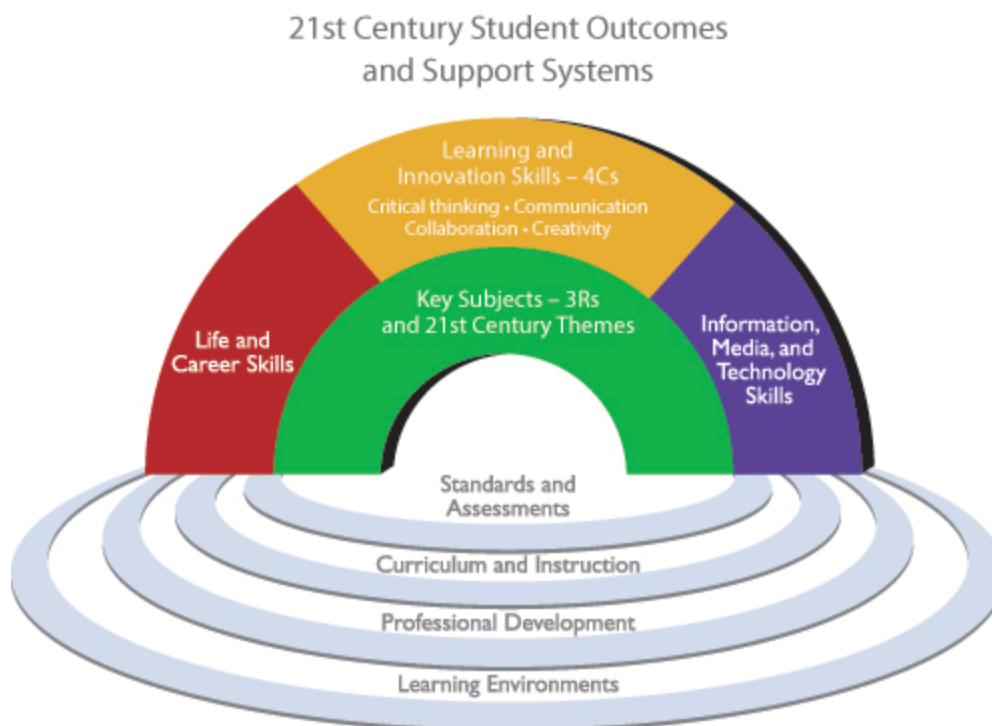 21st Century Student Outcomes
and Support Systems
Learning and
Innovation Skills – 4Cs
Critical thinking • Communication
Collaboration • Creativity
Key Subjects – 3Rs
and 21st Century Themes
Life and
Career Skills
Information,
Media, and
Technology
Skills
Standards and
Assessments
Curriculum and Instruction
Professional Development
Learning Environments